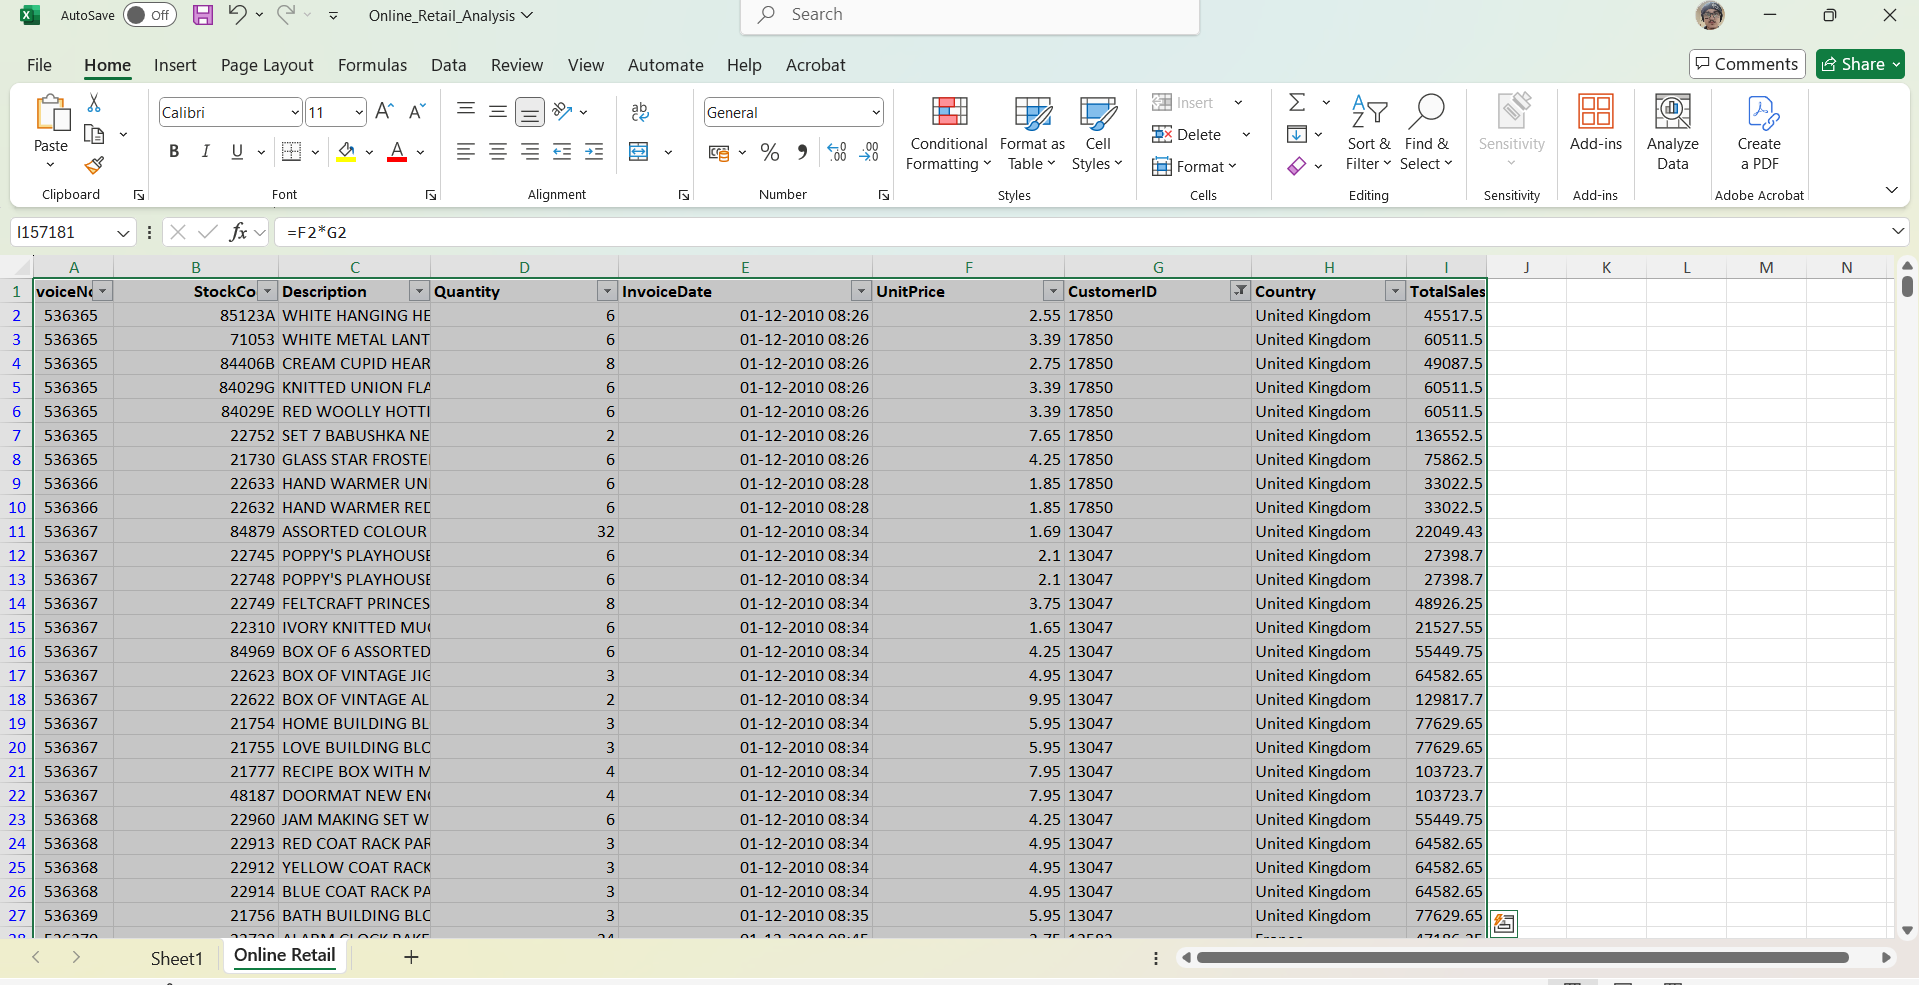 AutoSave Off Online_Retail_Analysis Search
File Home Insert Page Layout Formulas Data Review View Automate Help Acrobat Comments Share
Paste
Clipboard
Calibri 11
B I U A
Font
Alignment
General
Number
Conditional Formatting
Format as Table
Cell Styles
Styles
Insert
Delete
Format
Cells
Sort & Filter
Find & Select
Editing
Sensitivity
Sensitivity
Add-ins
Add-ins
Analyze Data
Create a PDF
Adobe Acrobat
I157181 fx =F2*G2
A B C D E F G H I J K L M N
1 voiceNo StockCo Description Quantity InvoiceDate UnitPrice CustomerID Country TotalSales
2 536365 85123A WHITE HANGING HE 6 01-12-2010 08:26 2.55 17850 United Kingdom 45517.5
3 536365 71053 WHITE METAL LANT 6 01-12-2010 08:26 3.39 17850 United Kingdom 60511.5
4 536365 84406B CREAM CUPID HEAR 8 01-12-2010 08:26 2.75 17850 United Kingdom 49087.5
5 536365 84029G KNITTED UNION FLA 6 01-12-2010 08:26 3.39 17850 United Kingdom 60511.5
6 536365 84029E RED WOOLLY HOTTI 6 01-12-2010 08:26 3.39 17850 United Kingdom 60511.5
7 536365 22752 SET 7 BABUSHKA NE 2 01-12-2010 08:26 7.65 17850 United Kingdom 136552.5
8 536365 21730 GLASS STAR FROSTE 6 01-12-2010 08:26 4.25 17850 United Kingdom 75862.5
9 536366 22633 HAND WARMER UNI 6 01-12-2010 08:28 1.85 17850 United Kingdom 33022.5
10 536366 22632 HAND WARMER RED 6 01-12-2010 08:28 1.85 17850 United Kingdom 33022.5
11 536367 84879 ASSORTED COLOUR 32 01-12-2010 08:34 1.69 13047 United Kingdom 22049.43
12 536367 22745 POPPY'S PLAYHOUSE 6 01-12-2010 08:34 2.1 13047 United Kingdom 27398.7
13 536367 22748 POPPY'S PLAYHOUSE 6 01-12-2010 08:34 2.1 13047 United Kingdom 27398.7
14 536367 22749 FELTCRAFT PRINCES 8 01-12-2010 08:34 3.75 13047 United Kingdom 48926.25
15 536367 22310 IVORY KNITTED MUG 6 01-12-2010 08:34 1.65 13047 United Kingdom 21527.55
16 536367 84969 BOX OF 6 ASSORTED 6 01-12-2010 08:34 4.25 13047 United Kingdom 55449.75
17 536367 22623 BOX OF VINTAGE JIG 3 01-12-2010 08:34 4.95 13047 United Kingdom 64582.65
18 536367 22622 BOX OF VINTAGE AL 2 01-12-2010 08:34 9.95 13047 United Kingdom 129817.7
19 536367 21754 HOME BUILDING BL 3 01-12-2010 08:34 5.95 13047 United Kingdom 77629.65
20 536367 21755 LOVE BUILDING BLO 3 01-12-2010 08:34 5.95 13047 United Kingdom 77629.65
21 536367 21777 RECIPE BOX WITH M 4 01-12-2010 08:34 7.95 13047 United Kingdom 103723.7
22 536367 48187 DOORMAT NEW ENG 4 01-12-2010 08:34 7.95 13047 United Kingdom 103723.7
23 536368 22960 JAM MAKING SET W 6 01-12-2010 08:34 4.25 13047 United Kingdom 55449.75
24 536368 22913 RED COAT RACK PAR 3 01-12-2010 08:34 4.95 13047 United Kingdom 64582.65
25 536368 22912 YELLOW COAT RACK 3 01-12-2010 08:34 4.95 13047 United Kingdom 64582.65
26 536368 22914 BLUE COAT RACK PA 3 01-12-2010 08:34 4.95 13047 United Kingdom 64582.65
27 536369 21756 BATH BUILDING BLO 3 01-12-2010 08:35 5.95 13047 United Kingdom 77629.65
Sheet1 Online Retail